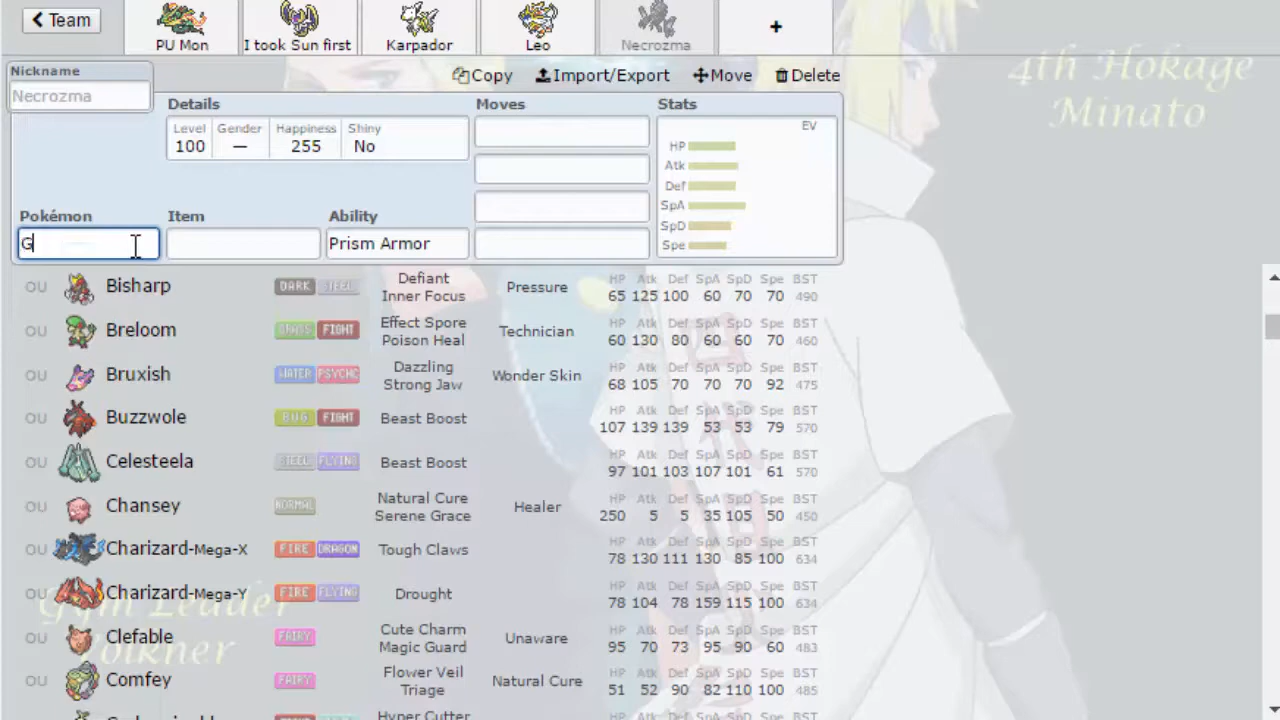 Team
PU Mon
I took Sun first
Karpador
Leo
Necrozma
+
Nickname
Necrozma
Copy
Import/Export
Move
Delete
Details
Moves
Stats
Level
Gender
Happiness
Shiny
100
—
255
No
EV
HP
Atk
Def
SpA
SpD
Spe
Pokémon
Item
Ability
G
Prism Armor
OU Bisharp DARK STEEL Defiant Inner Focus Pressure HP 65 Atk 125 Def 100 SpA 60 SpD 70 Spe 70 BST 490
OU Breloom GRASS FIGHT Effect Spore Poison Heal Technician HP 60 Atk 130 Def 80 SpA 60 SpD 60 Spe 70 BST 460
OU Bruxish WATER PSYCHC Dazzling Strong Jaw Wonder Skin HP 68 Atk 105 Def 70 SpA 70 SpD 70 Spe 92 BST 475
OU Buzzwole BUG FIGHT Beast Boost HP 107 Atk 139 Def 139 SpA 53 SpD 53 Spe 79 BST 570
OU Celesteela STEEL FLYING Beast Boost HP 97 Atk 101 Def 103 SpA 107 SpD 101 Spe 61 BST 570
OU Chansey NORMAL Natural Cure Serene Grace Healer HP 250 Atk 5 Def 5 SpA 35 SpD 105 Spe 50 BST 450
OU Charizard-Mega-X FIRE DRAGON Tough Claws HP 78 Atk 130 Def 111 SpA 130 SpD 85 Spe 100 BST 634
OU Charizard-Mega-Y FIRE FLYING Drought HP 78 Atk 104 Def 78 SpA 159 SpD 115 Spe 100 BST 634
OU Clefable FAIRY Cute Charm Magic Guard Unaware HP 95 Atk 70 Def 73 SpA 95 SpD 90 Spe 60 BST 483
OU Comfey FAIRY Flower Veil Triage Natural Cure HP 51 Atk 52 Def 90 SpA 82 SpD 110 Spe 100 BST 485
Hyper Cutter HP Atk Def SpA SpD Spe BST
4th Hokage
Minato
Gym Leader
Volkner